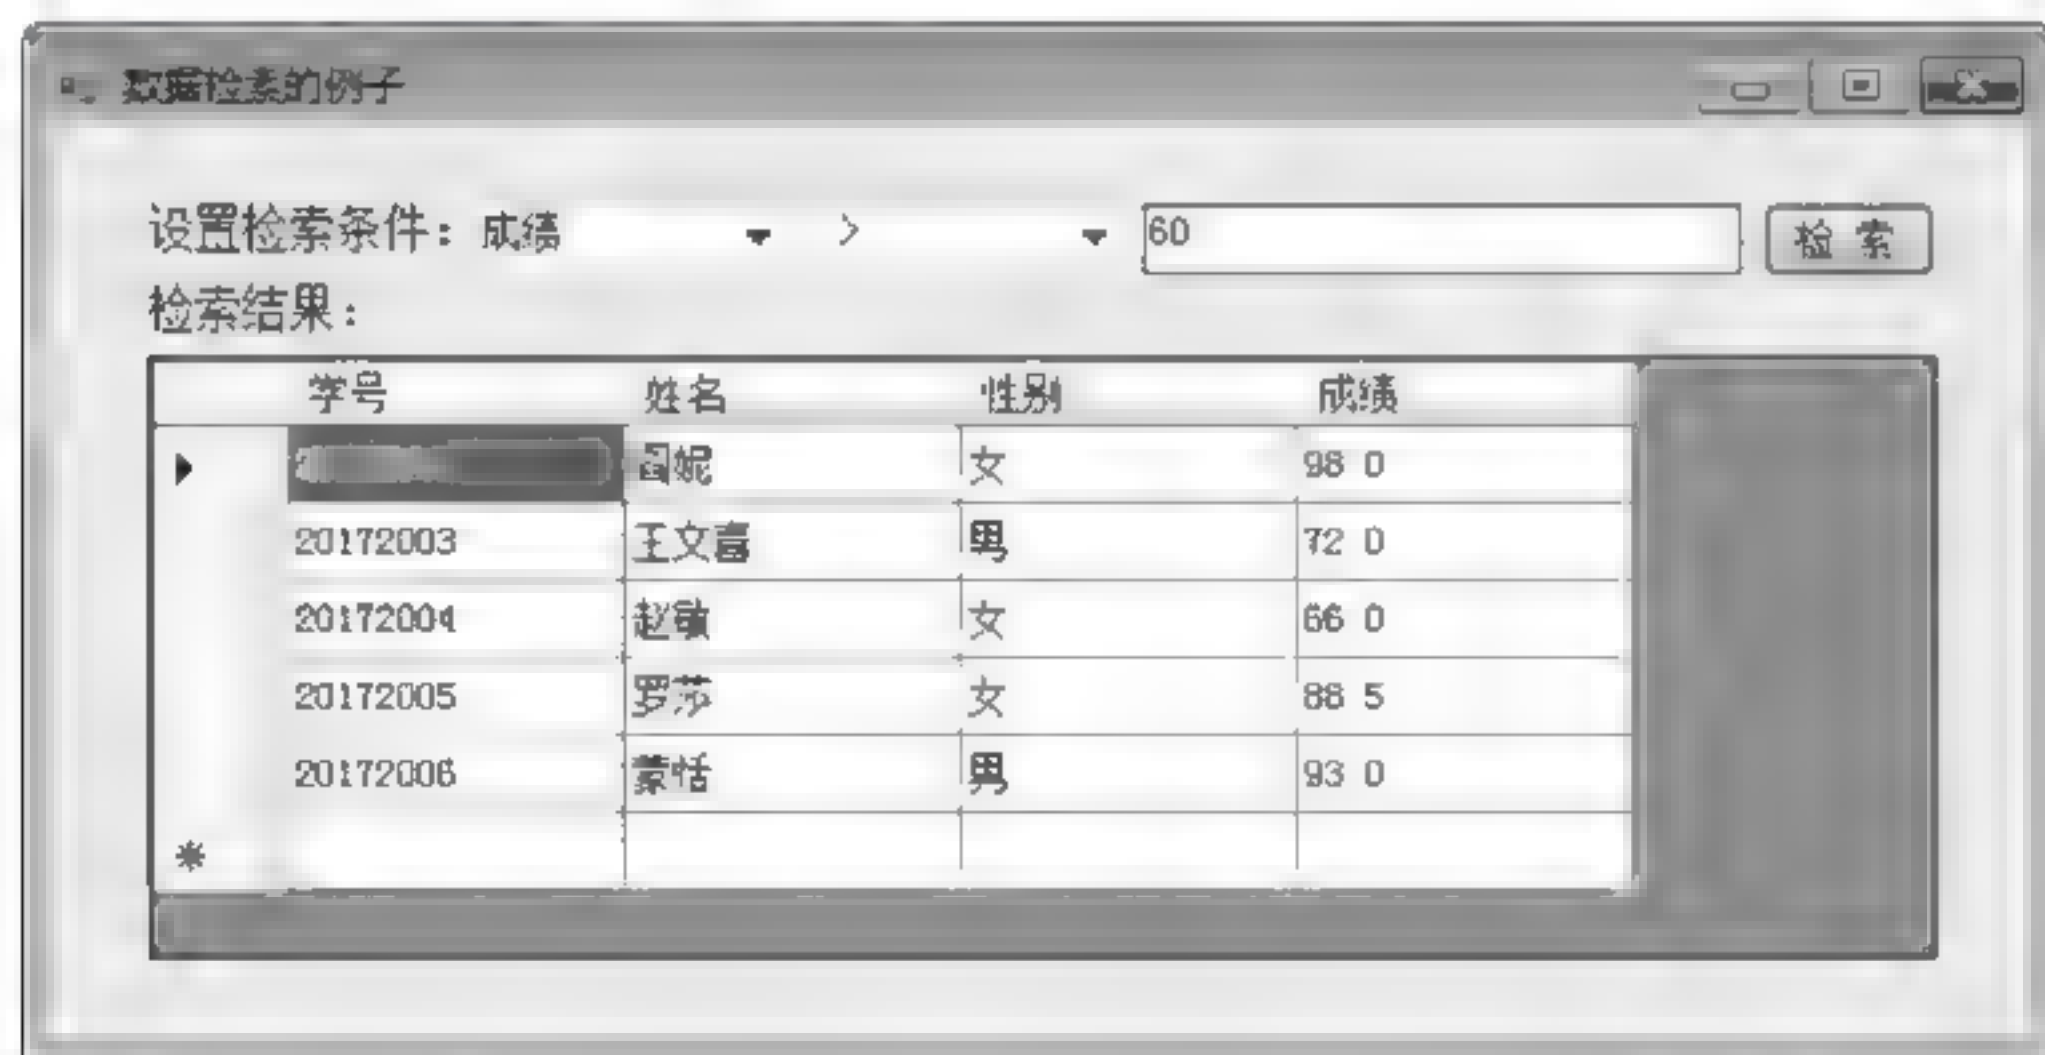 数据检索的例子
设置检索条件: 成绩 > 60 检 索
检索结果:
学号 姓名 性别 成绩
妮 女 98 0
20172003 王文喜 男 72 0
20172004 赵敏 女 66 0
20172005 罗莎 女 88 5
20172006 蒙恬 男 93 0